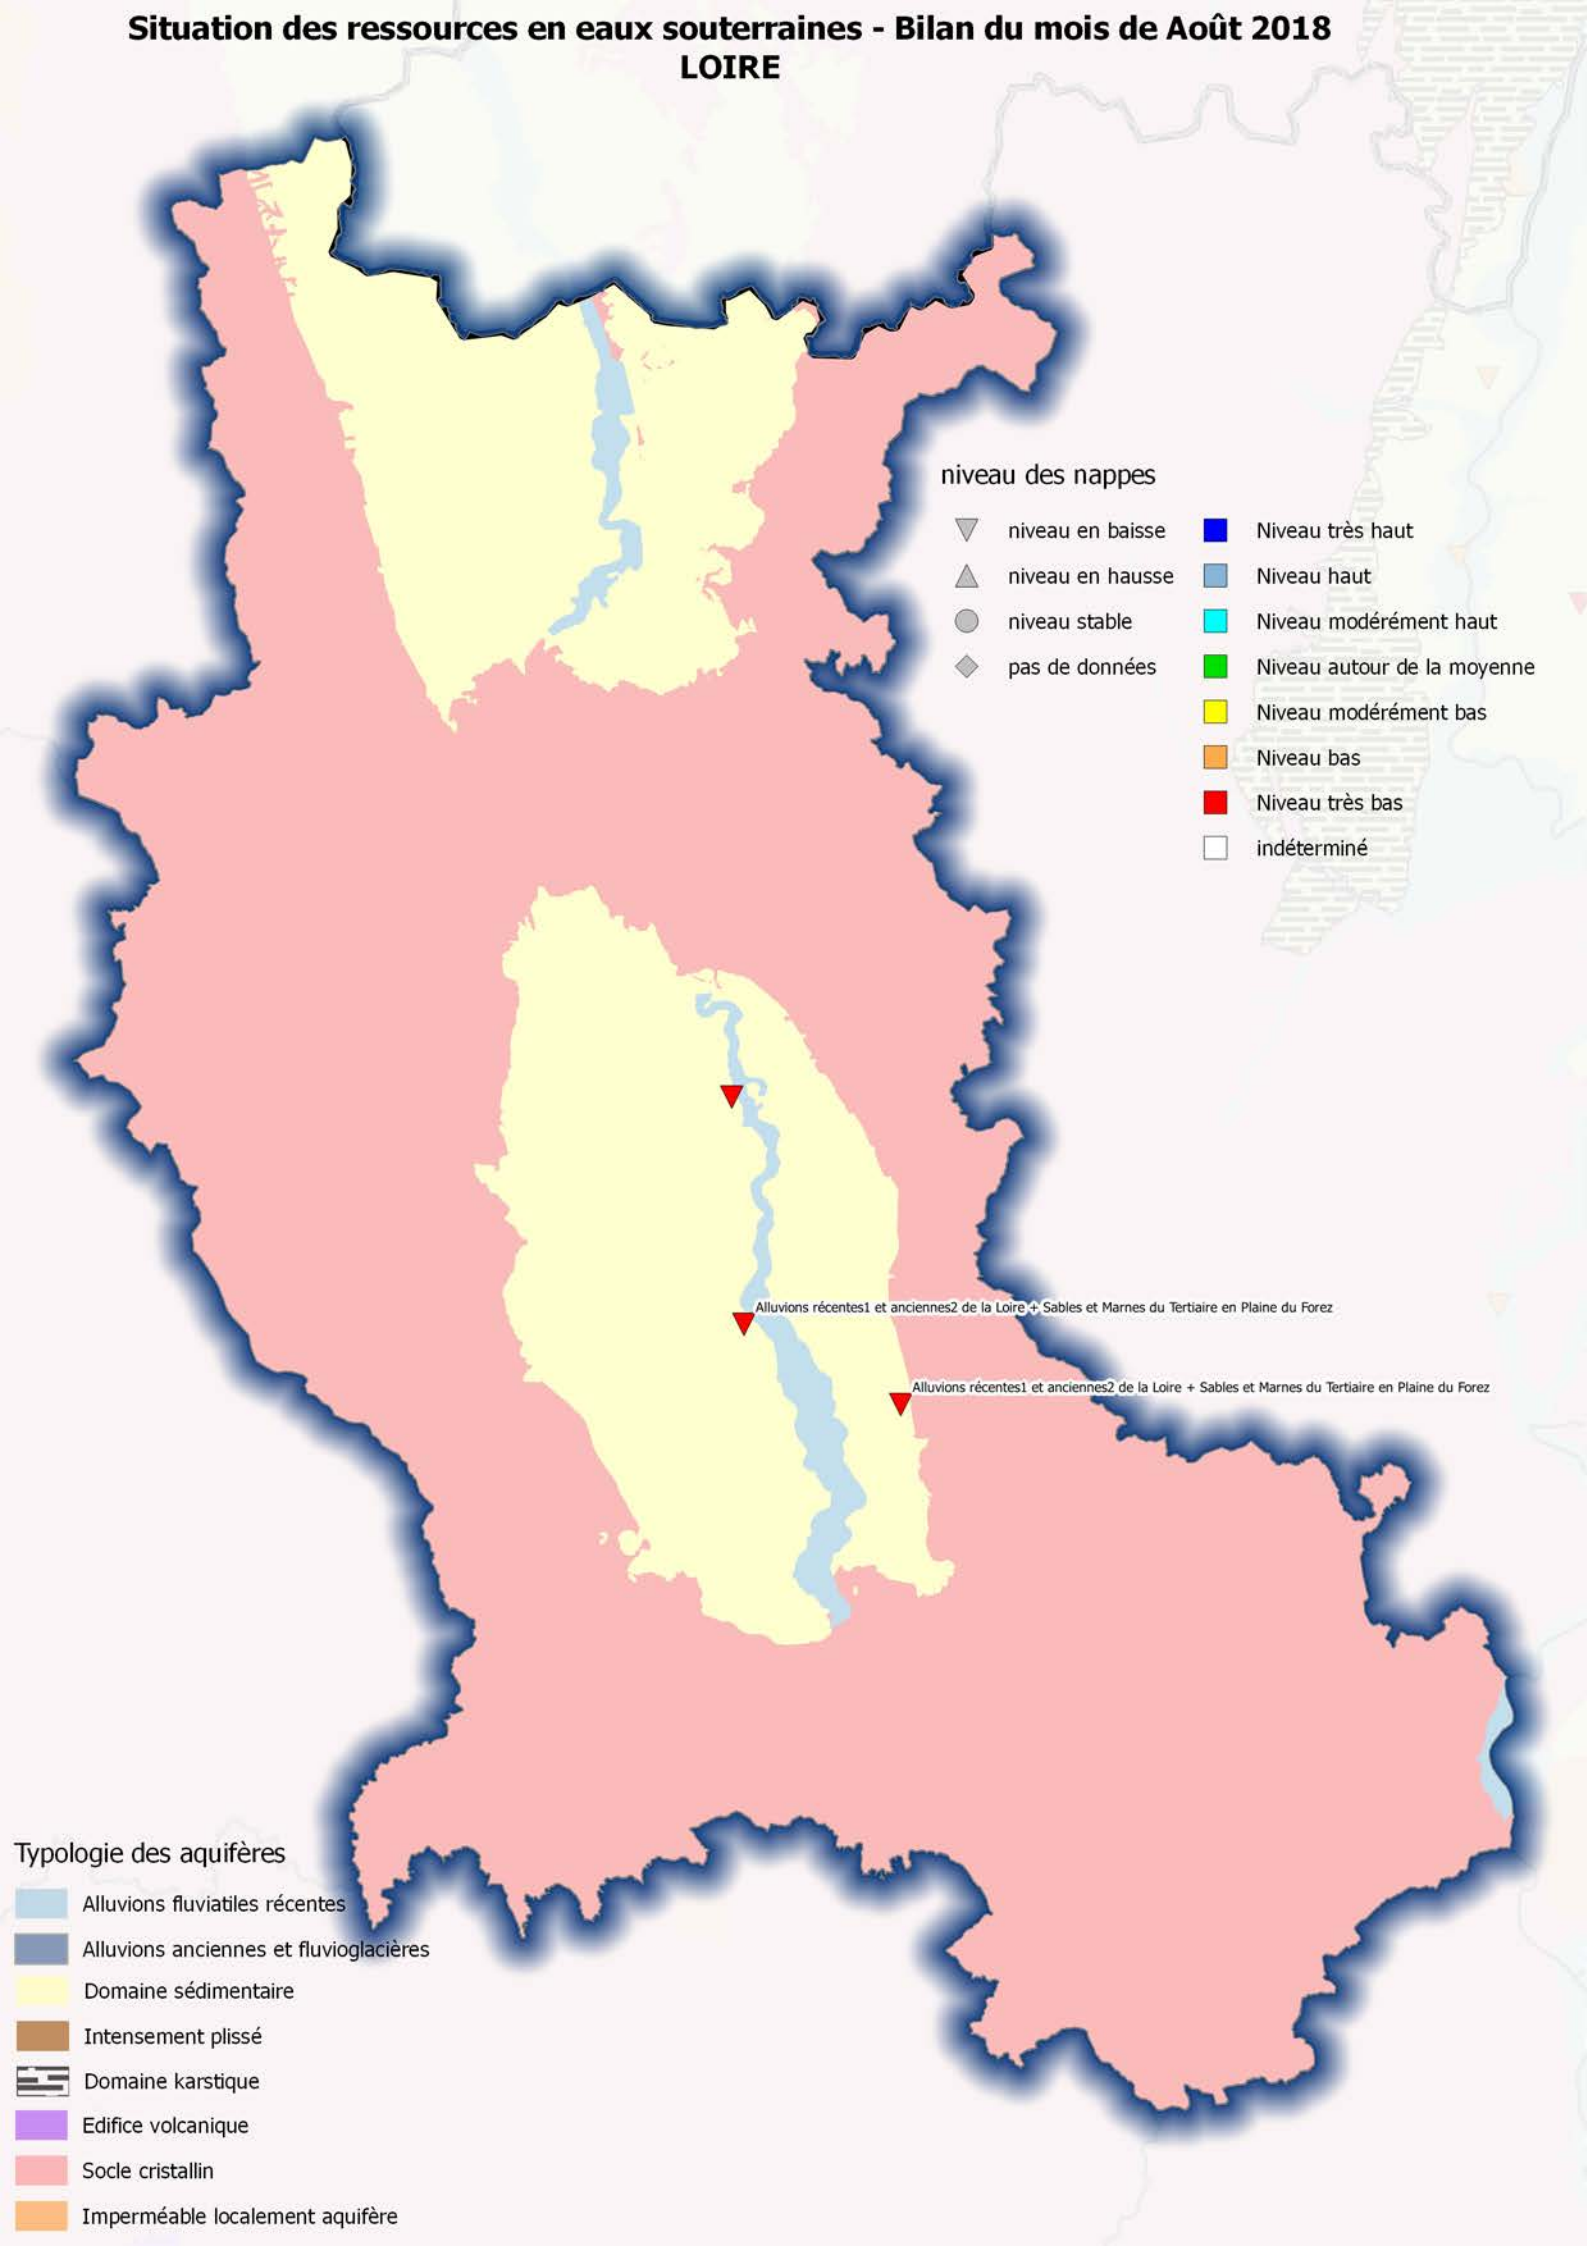 Situation des ressources en eaux souterraines - Bilan du mois de Août 2018
LOIRE
niveau des nappes
niveau en baisse
niveau en hausse
niveau stable
pas de données
Niveau très haut
Niveau haut
Niveau modérément haut
Niveau autour de la moyenne
Niveau modérément bas
Niveau bas
Niveau très bas
indéterminé
Alluvions récentes1 et anciennes2 de la Loire + Sables et Marnes du Tertiaire en Plaine du Forez
Alluvions récentes1 et anciennes2 de la Loire + Sables et Marnes du Tertiaire en Plaine du Forez
Typologie des aquifères
Alluvions fluviatiles récentes
Alluvions anciennes et fluvioglacières
Domaine sédimentaire
Intensement plissé
Domaine karstique
Edifice volcanique
Socle cristallin
Imperméable localement aquifère